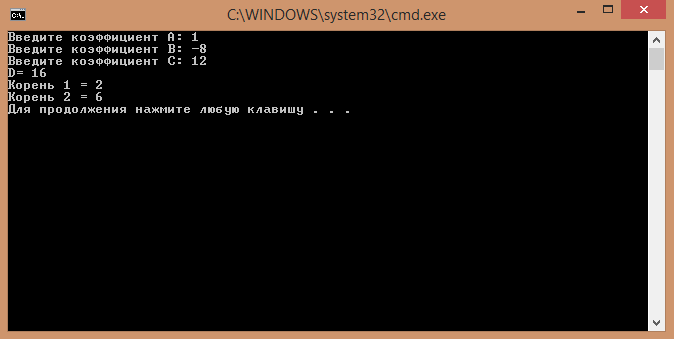 C:\WINDOWS\system32\cmd.exe
Введите коэффициент A: 1
Введите коэффициент B: -8
Введите коэффициент C: 12
D= 16
Корень 1 = 2
Корень 2 = 6
Для продолжения нажмите любую клавишу . . .